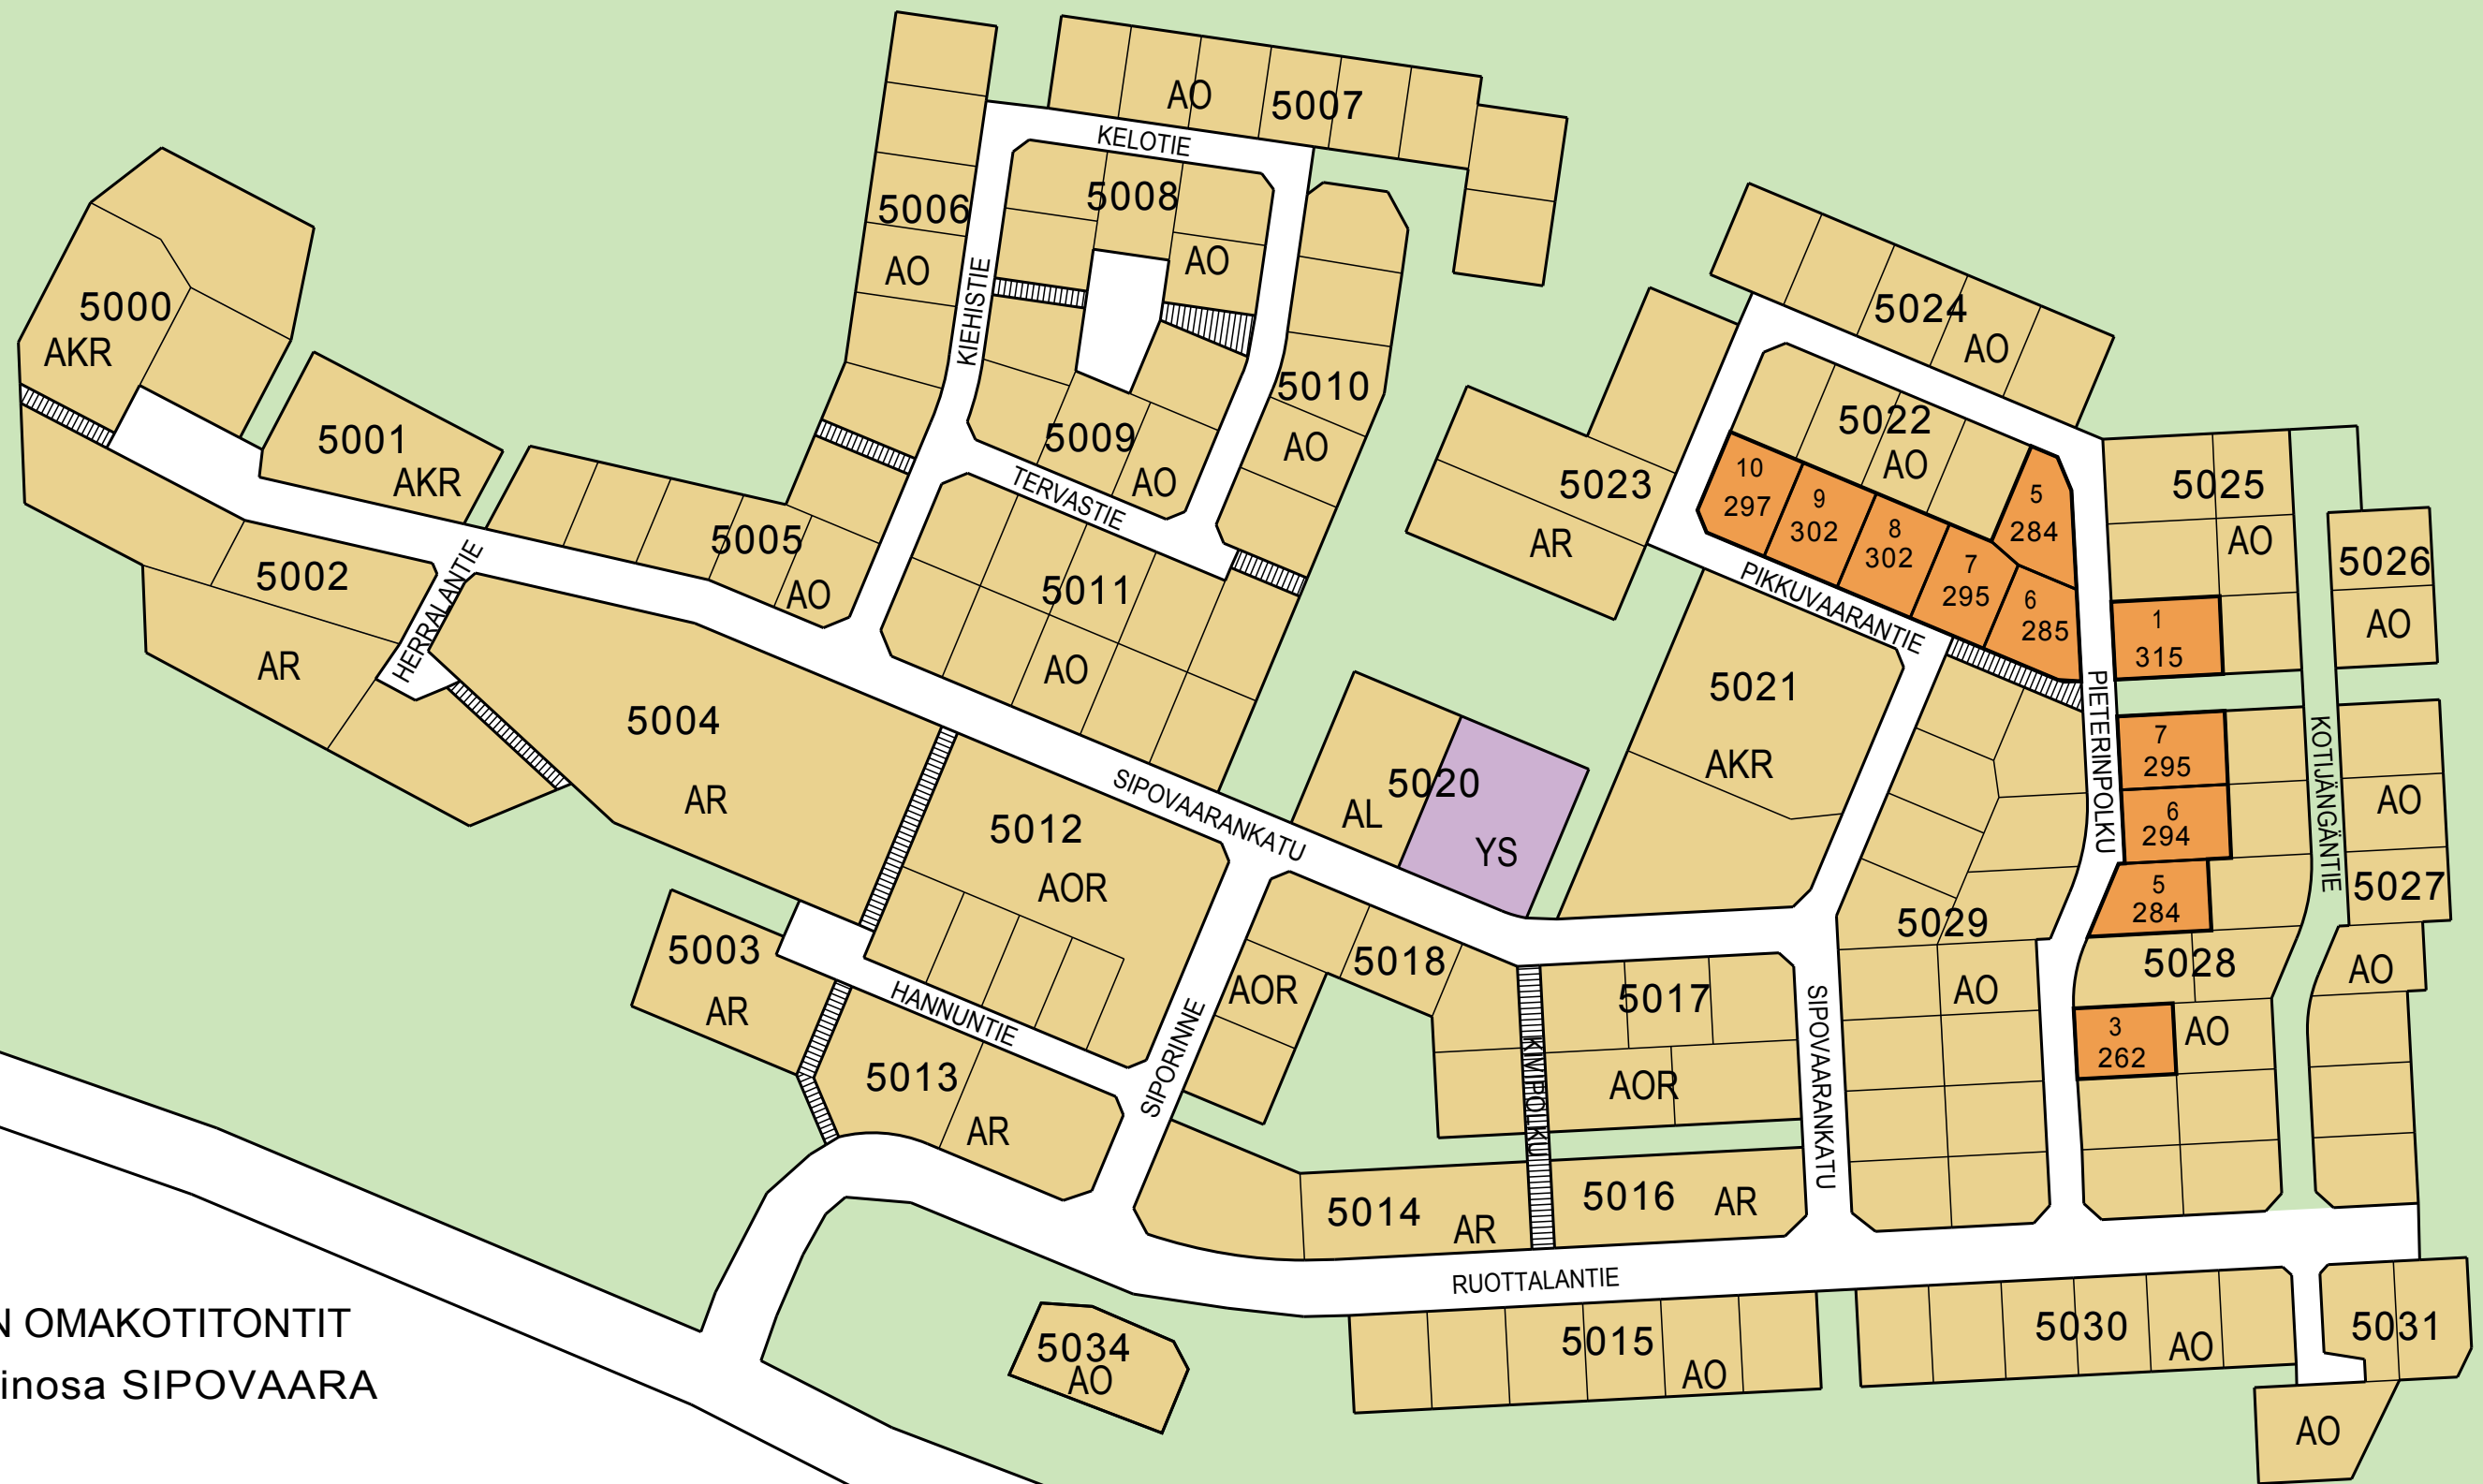 AO
5007
KELOTIE
5008
5006
AO
AO
KIEHISTIE
5000
AKR
5024
AO
5010
AO
5001
AKR
5009
AO
TERVASTIE
5022
AO
5023
AR
10
297
9
302
8
302
7
295
6
285
5
284
PIKKUVAARANTIE
5025
AO
5026
AO
1
315
5005
AO
5002
AR
HERRALANTIE
5011
AO
5021
AKR
PIETERINPOLKU
KOTIJÄNGÄNTIE
7
295
6
294
5
284
AO
5027
AO
5004
AR
SIPOVAARANKATU
5020
AL
YS
5012
AOR
5029
AO
5028
AO
3
262
5003
AR
HANNUNTIE
5018
AOR
5017
AOR
KIVIPOLKU
SIPOVAARANKATU
SIPORINNE
5013
AR
5014
AR
5016
AR
RUOTTALANTIE
5034
AO
5015
AO
5030
AO
5031
AO
N OMAKOTITONTIT
inosa SIPOVAARA